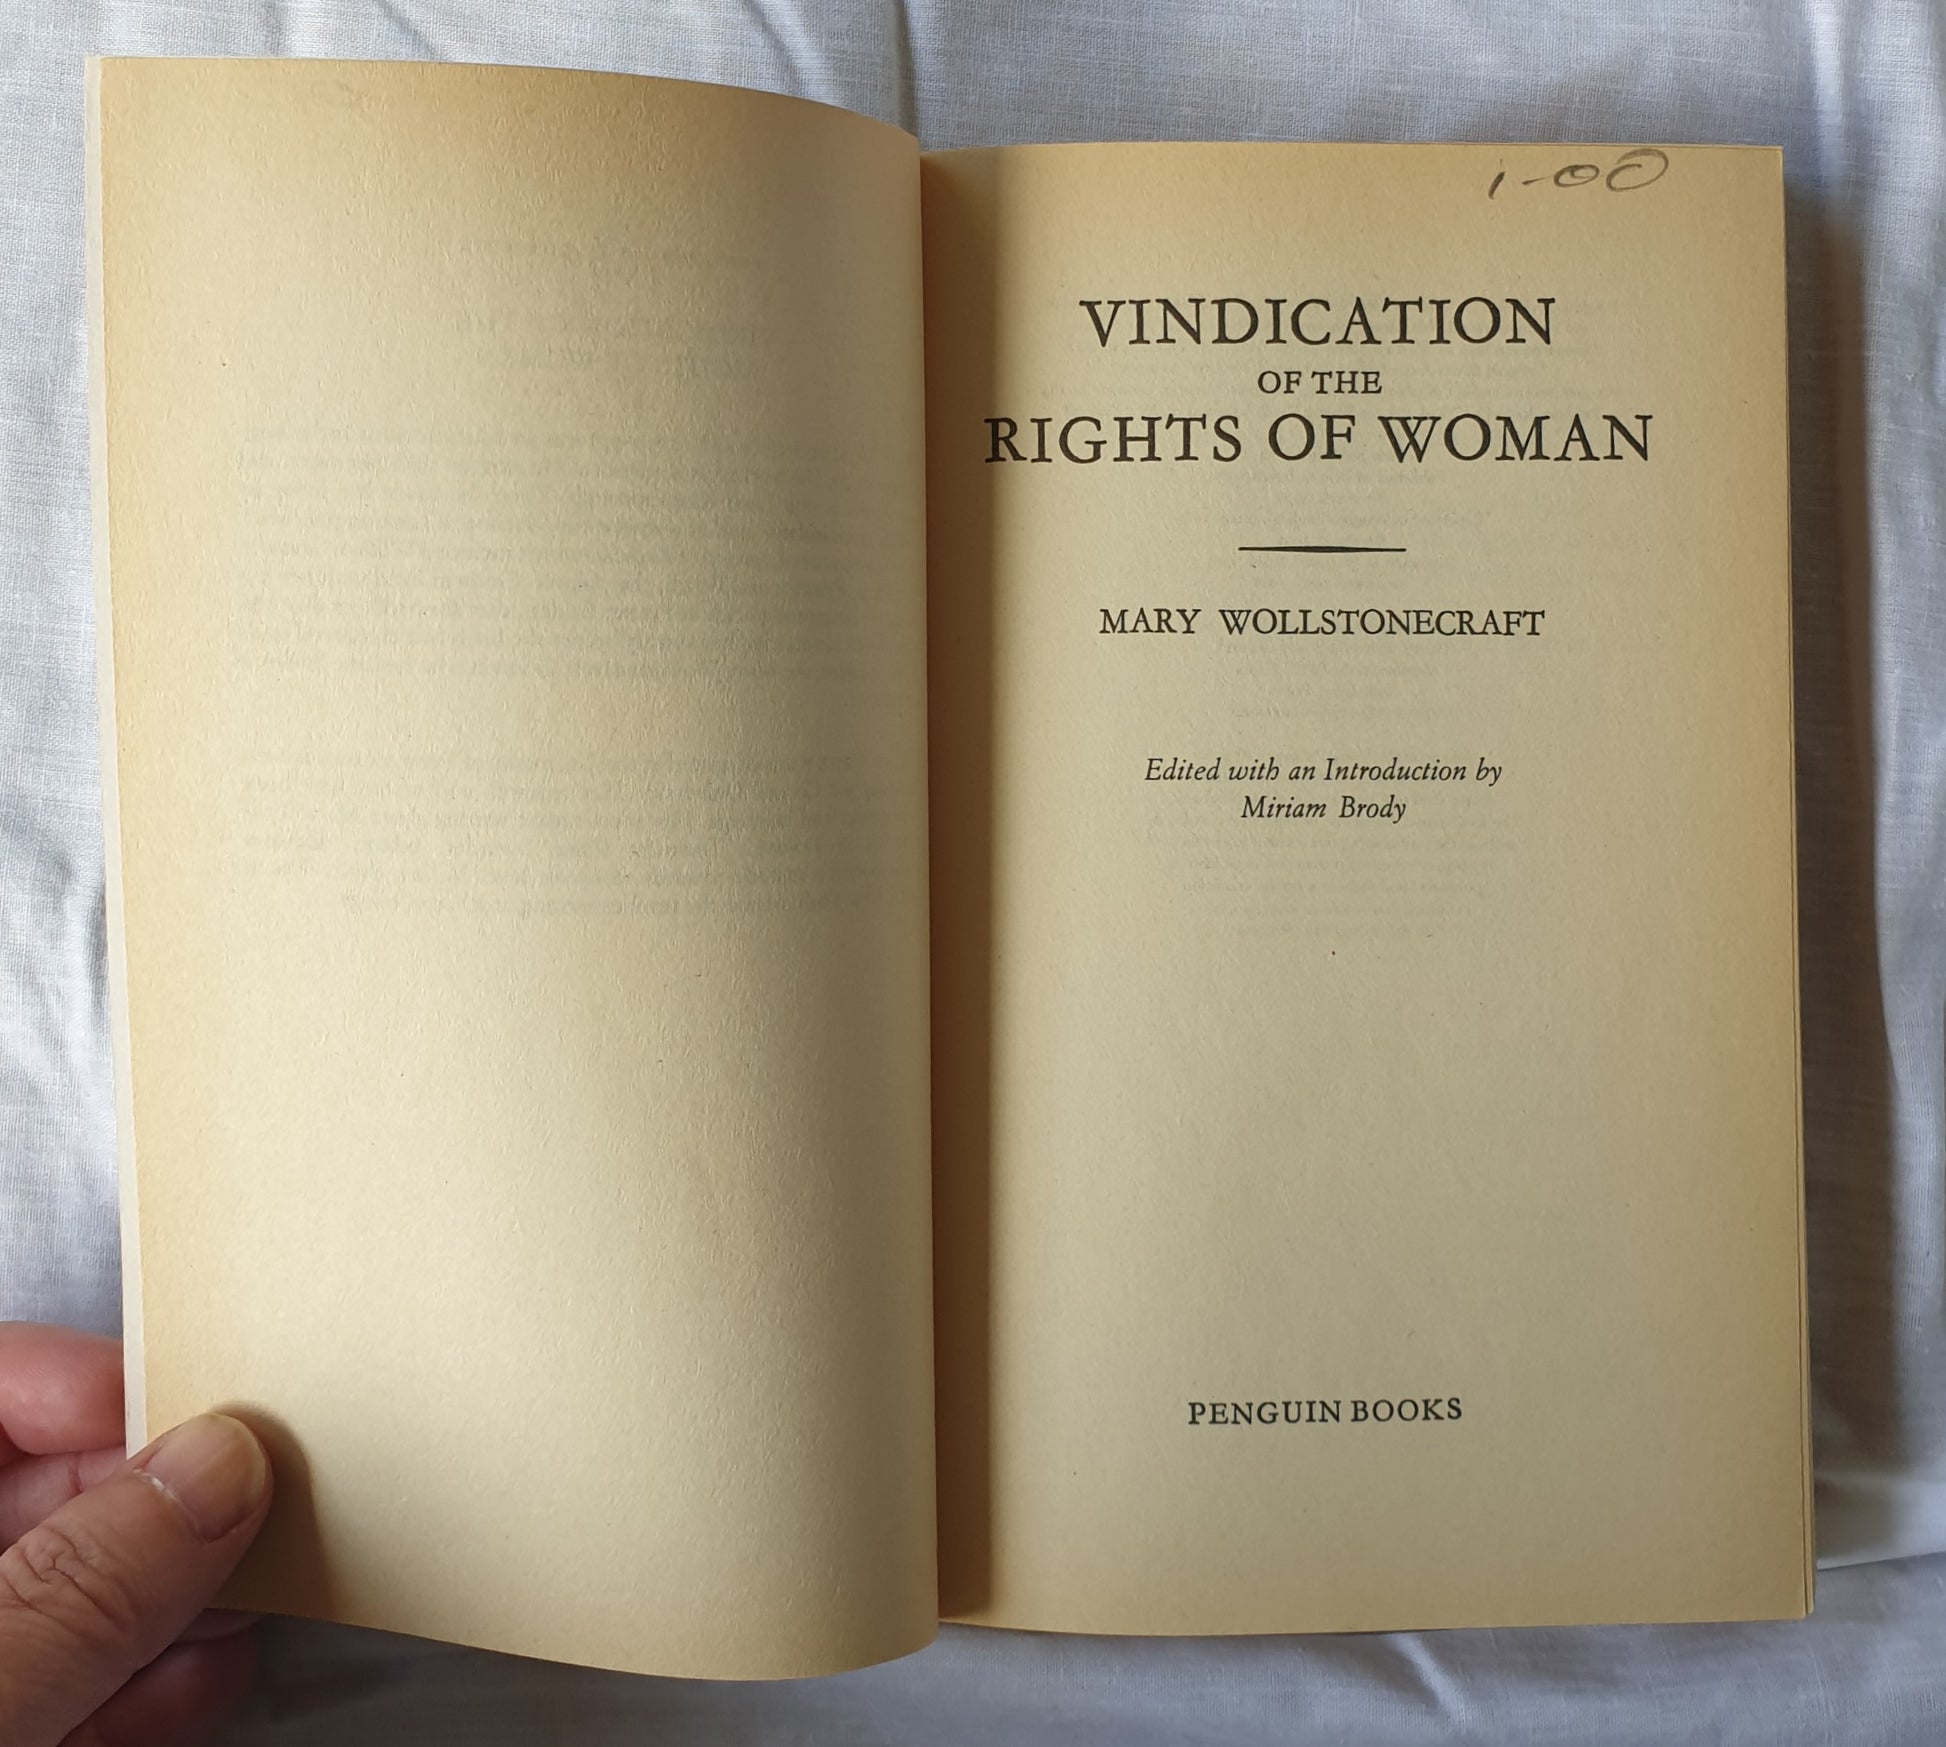 1-00
VINDICATION
OF THE
RIGHTS OF WOMAN
MARY WOLLSTONECRAFT
Edited with an Introduction by
Miriam Brody
PENGUIN BOOKS